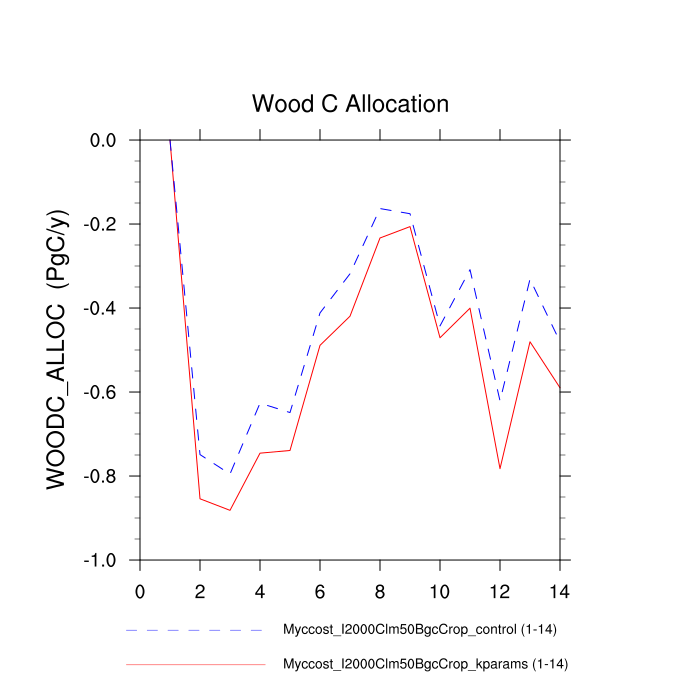 Wood C Allocation
WOODC_ALLOC (PgC/y)
0.0
-0.2
-0.4
-0.6
-0.8
-1.0
0 2 4 6 8 10 12 14
Myccost_I2000Clm50BgcCrop_control (1-14)
Myccost_I2000Clm50BgcCrop_kparams (1-14)